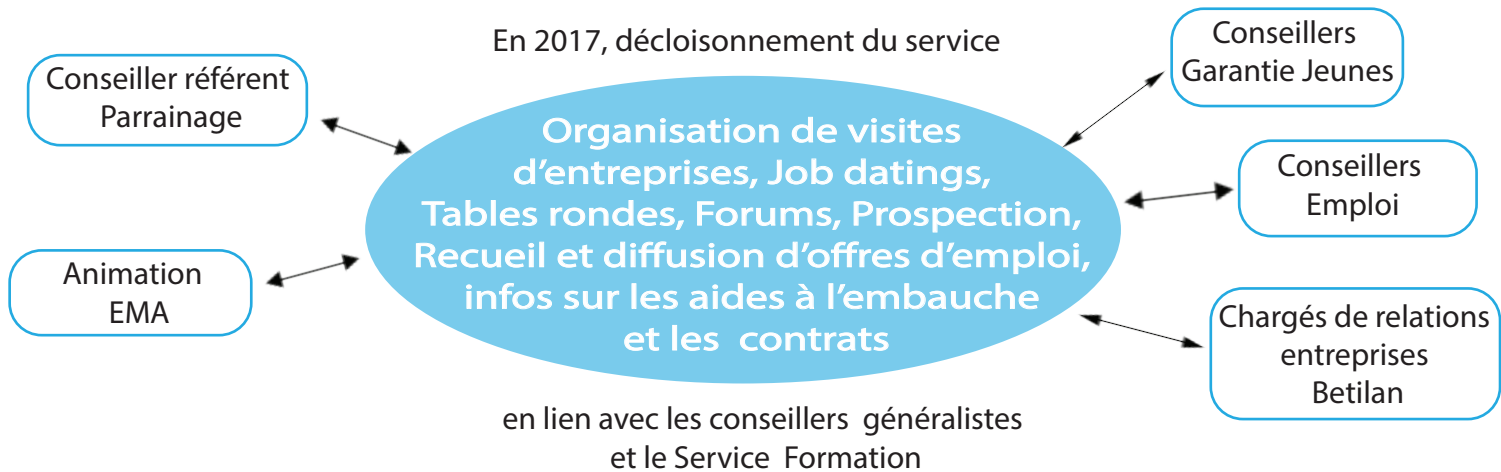 En 2017, décloisonnement du service
Conseiller référent
Parrainage
Animation
EMA
Organisation de visites
d’entreprises, Job datings,
Tables rondes, Forums, Prospection,
Recueil et diffusion d’offres d’emploi,
infos sur les aides à l’embauche
et les contrats
Conseillers
Garantie Jeunes
Conseillers
Emploi
Chargés de relations
entreprises
Betilan
en lien avec les conseillers généralistes
et le Service Formation